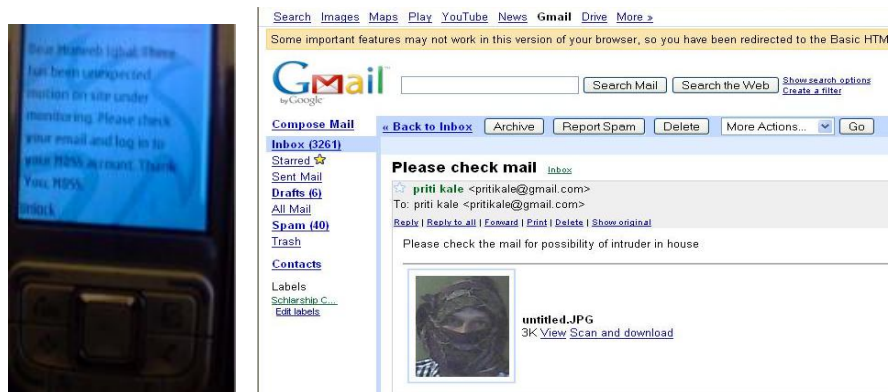 Dear Muneeb Iqbal: There
has been unexpected
motion on site under
monitoring. Please check
your email and log in to
your MDSS account. Thank
You, MDSS.
Unlock
Search Images Maps Play YouTube News Gmail Drive More »
Some important features may not work in this version of your browser, so you have been redirected to the Basic HTM
Gmail
by Google
Search Mail
Search the Web
Show search options
Create a filter
Compose Mail
Inbox (3261)
Starred
Sent Mail
Drafts (6)
All Mail
Spam (40)
Trash
Contacts
Labels
Schlarship C...
Edit labels
« Back to Inbox Archive Report Spam Delete More Actions... Go
Please check mail Inbox
priti kale <pritikale@gmail.com>
To: priti kale <pritikale@gmail.com>
Reply | Reply to all | Forward | Print | Delete | Show original
Please check the mail for possibility of intruder in house
untitled.JPG
3K View Scan and download